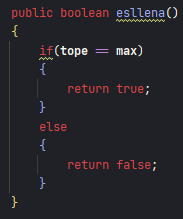 public boolean esllena()
{
if(tope == max)
{
return true;
}
else
{
return false;
}
}